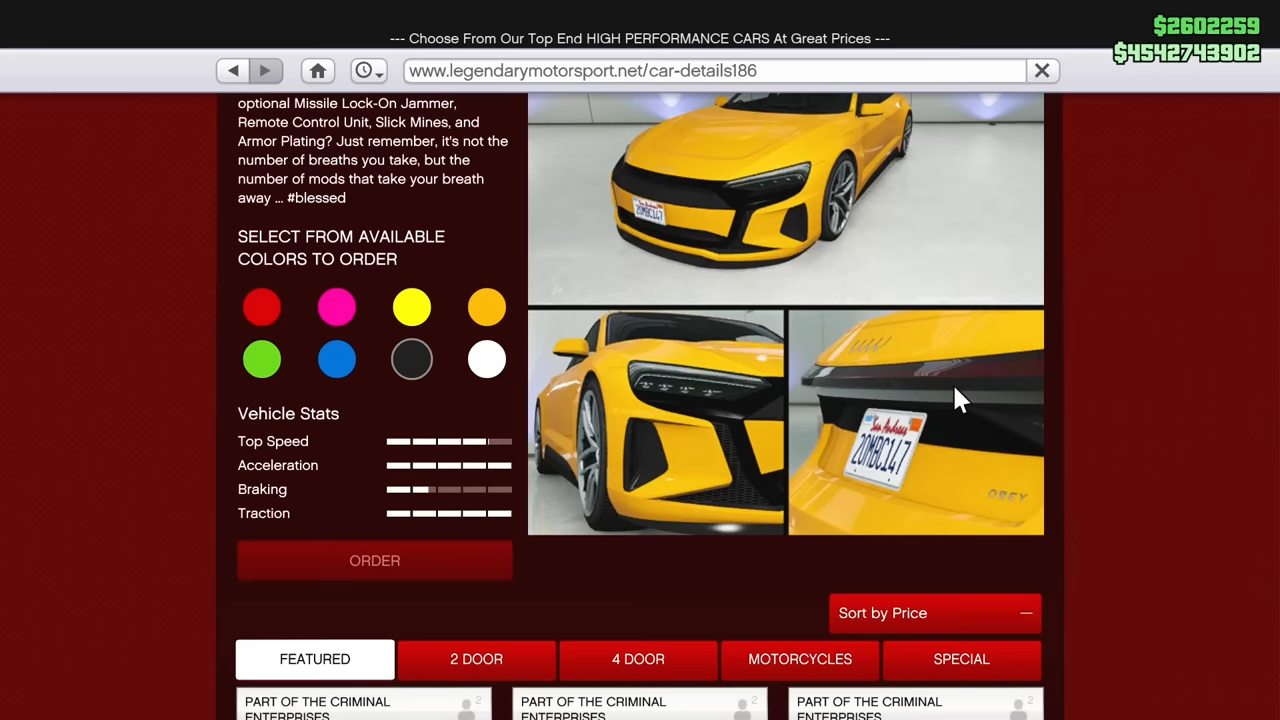 $2602259
--- Choose From Our Top End HIGH PERFORMANCE CARS At Great Prices ---
$4542743902
www.legendarymotorsport.net/car-details186
optional Missile Lock-On Jammer,
Remote Control Unit, Slick Mines, and
Armor Plating? Just remember, it's not the
number of breaths you take, but the
number of mods that take your breath
away ... #blessed
SELECT FROM AVAILABLE
COLORS TO ORDER
Vehicle Stats
Top Speed
Acceleration
Braking
Traction
ORDER
20MBC147
San Andreas
20MBC147
OBEY
Sort by Price
FEATURED
2 DOOR
4 DOOR
MOTORCYCLES
SPECIAL
PART OF THE CRIMINAL
ENTERPRISES
2
PART OF THE CRIMINAL
ENTERPRISES
2
PART OF THE CRIMINAL
ENTERPRISES
2